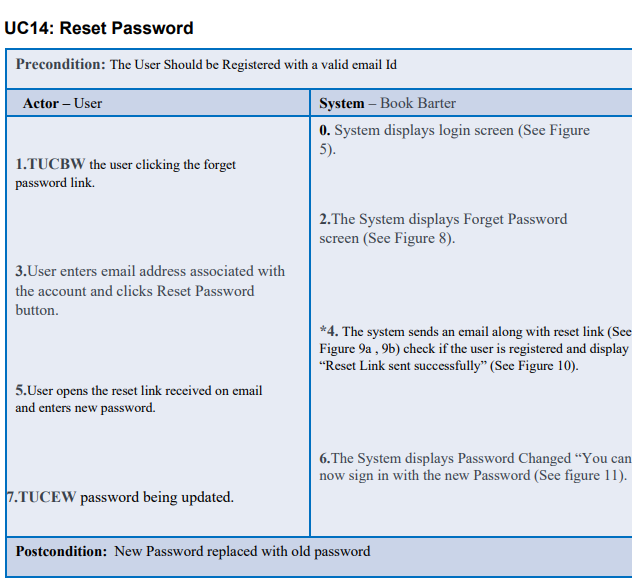 UC14: Reset Password
Precondition: The User Should be Registered with a valid email Id
Actor – User
System – Book Barter
0. System displays login screen (See Figure
5).
1.TUCBW the user clicking the forget
password link.
2.The System displays Forget Password
screen (See Figure 8).
3.User enters email address associated with
the account and clicks Reset Password
button.
*4. The system sends an email along with reset link (See
Figure 9a , 9b) check if the user is registered and display
“Reset Link sent successfully” (See Figure 10).
5.User opens the reset link received on email
and enters new password.
6.The System displays Password Changed “You can
now sign in with the new Password (See figure 11).
7.TUCEW password being updated.
Postcondition: New Password replaced with old password